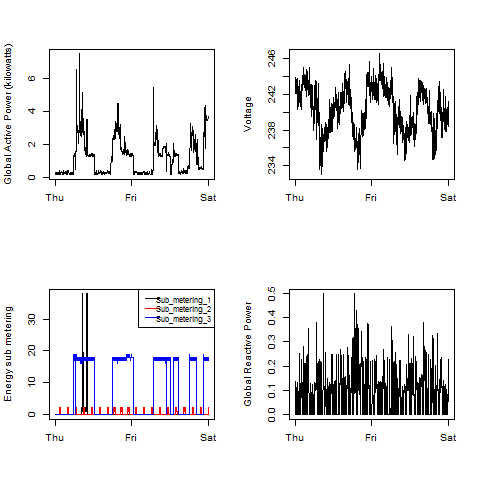 Global Active Power (kilowatts)
0 2 4 6
Thu Fri Sat
Voltage
234 238 242 246
Thu Fri Sat
Energy sub metering
0 10 20 30
Sub_metering_1
Sub_metering_2
Sub_metering_3
Thu Fri Sat
Global Reactive Power
0.0 0.1 0.2 0.3 0.4 0.5
Thu Fri Sat